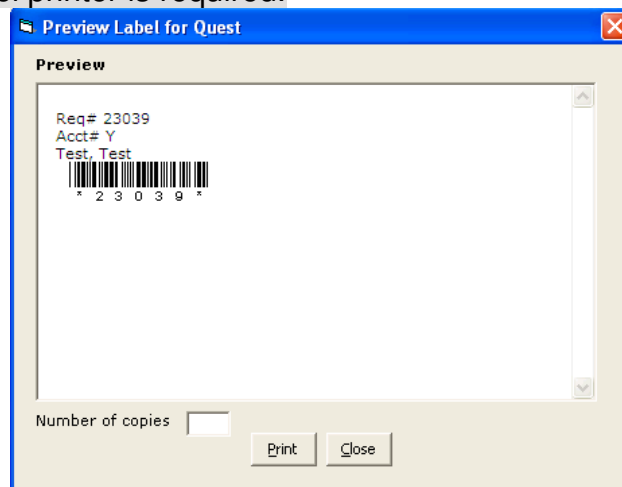 printer is required.
Preview Label for Quest
Preview
Req# 23039
Acct# Y
Test, Test
* 2 3 0 3 9 *
Number of copies
Print Close